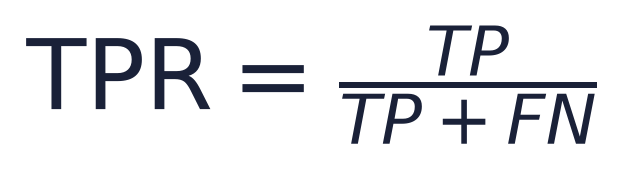 TPR = TP / TP + FN